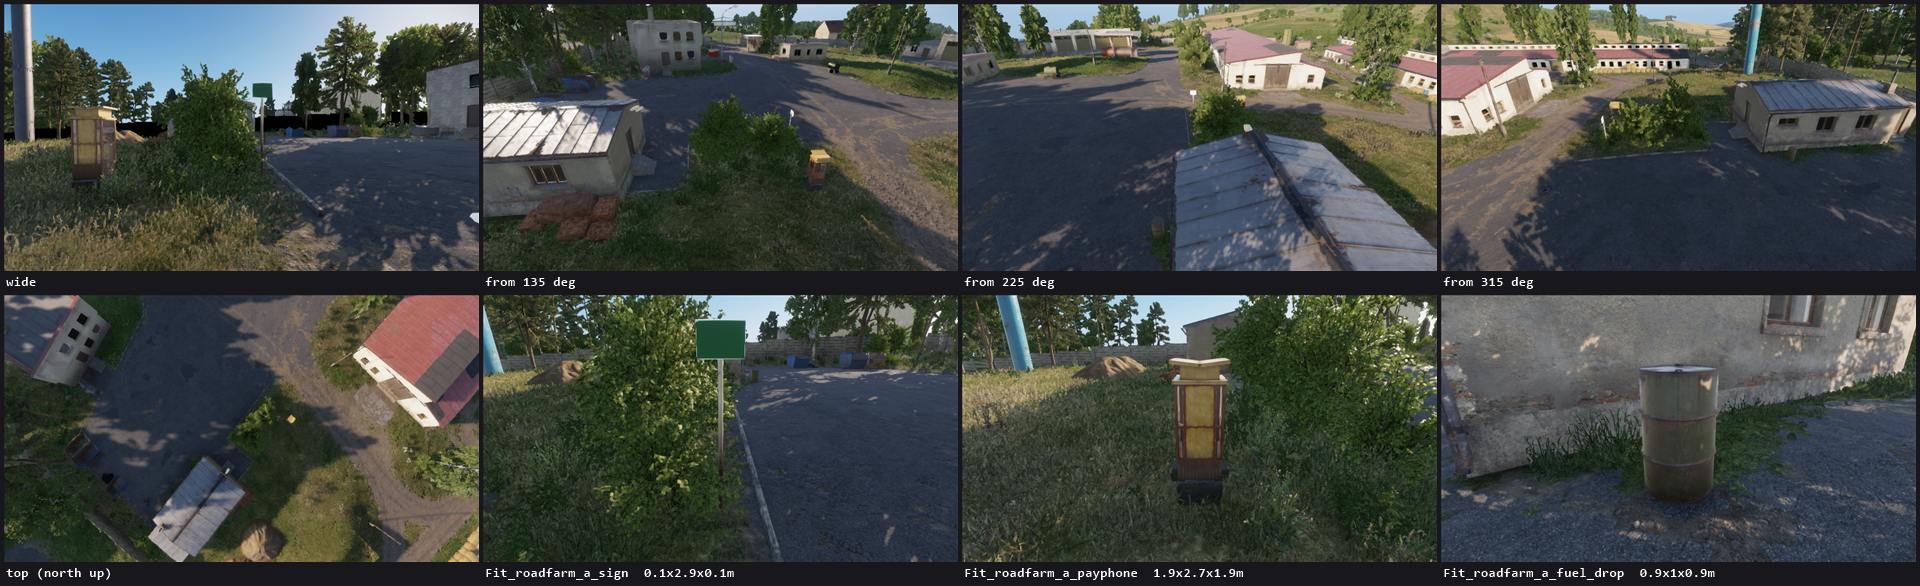 wide
from 135 deg
from 225 deg
from 315 deg
top (north up)
Fit_roadfarm_a_sign 0.1x2.9x0.1m
Fit_roadfarm_a_payphone 1.9x2.7x1.9m
Fit_roadfarm_a_fuel_drop 0.9x1x0.9m